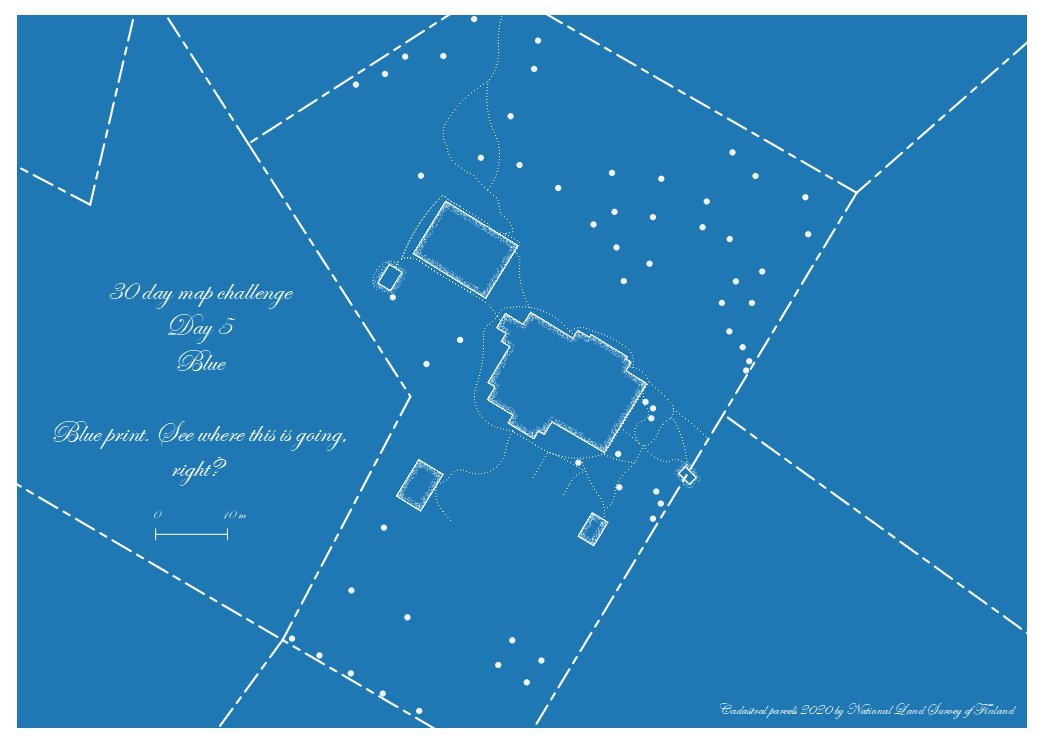 30 day map challenge
Day 5
Blue
Blue print. See where this is going,
right?
0 10 m
Cadastral parcels 2020 by National Land Survey of Finland